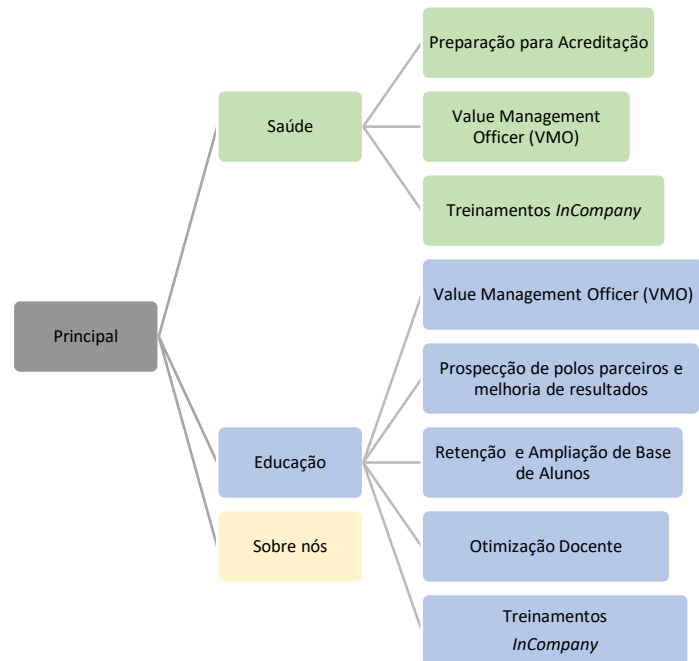 Preparação para Acreditação
Saúde
Value Management
Officer (VMO)
Treinamentos InCompany
Principal
Value Management Officer (VMO)
Prospecção de polos parceiros e
melhoria de resultados
Educação
Retenção e Ampliação de Base
de Alunos
Sobre nós
Otimização Docente
Treinamentos
InCompany